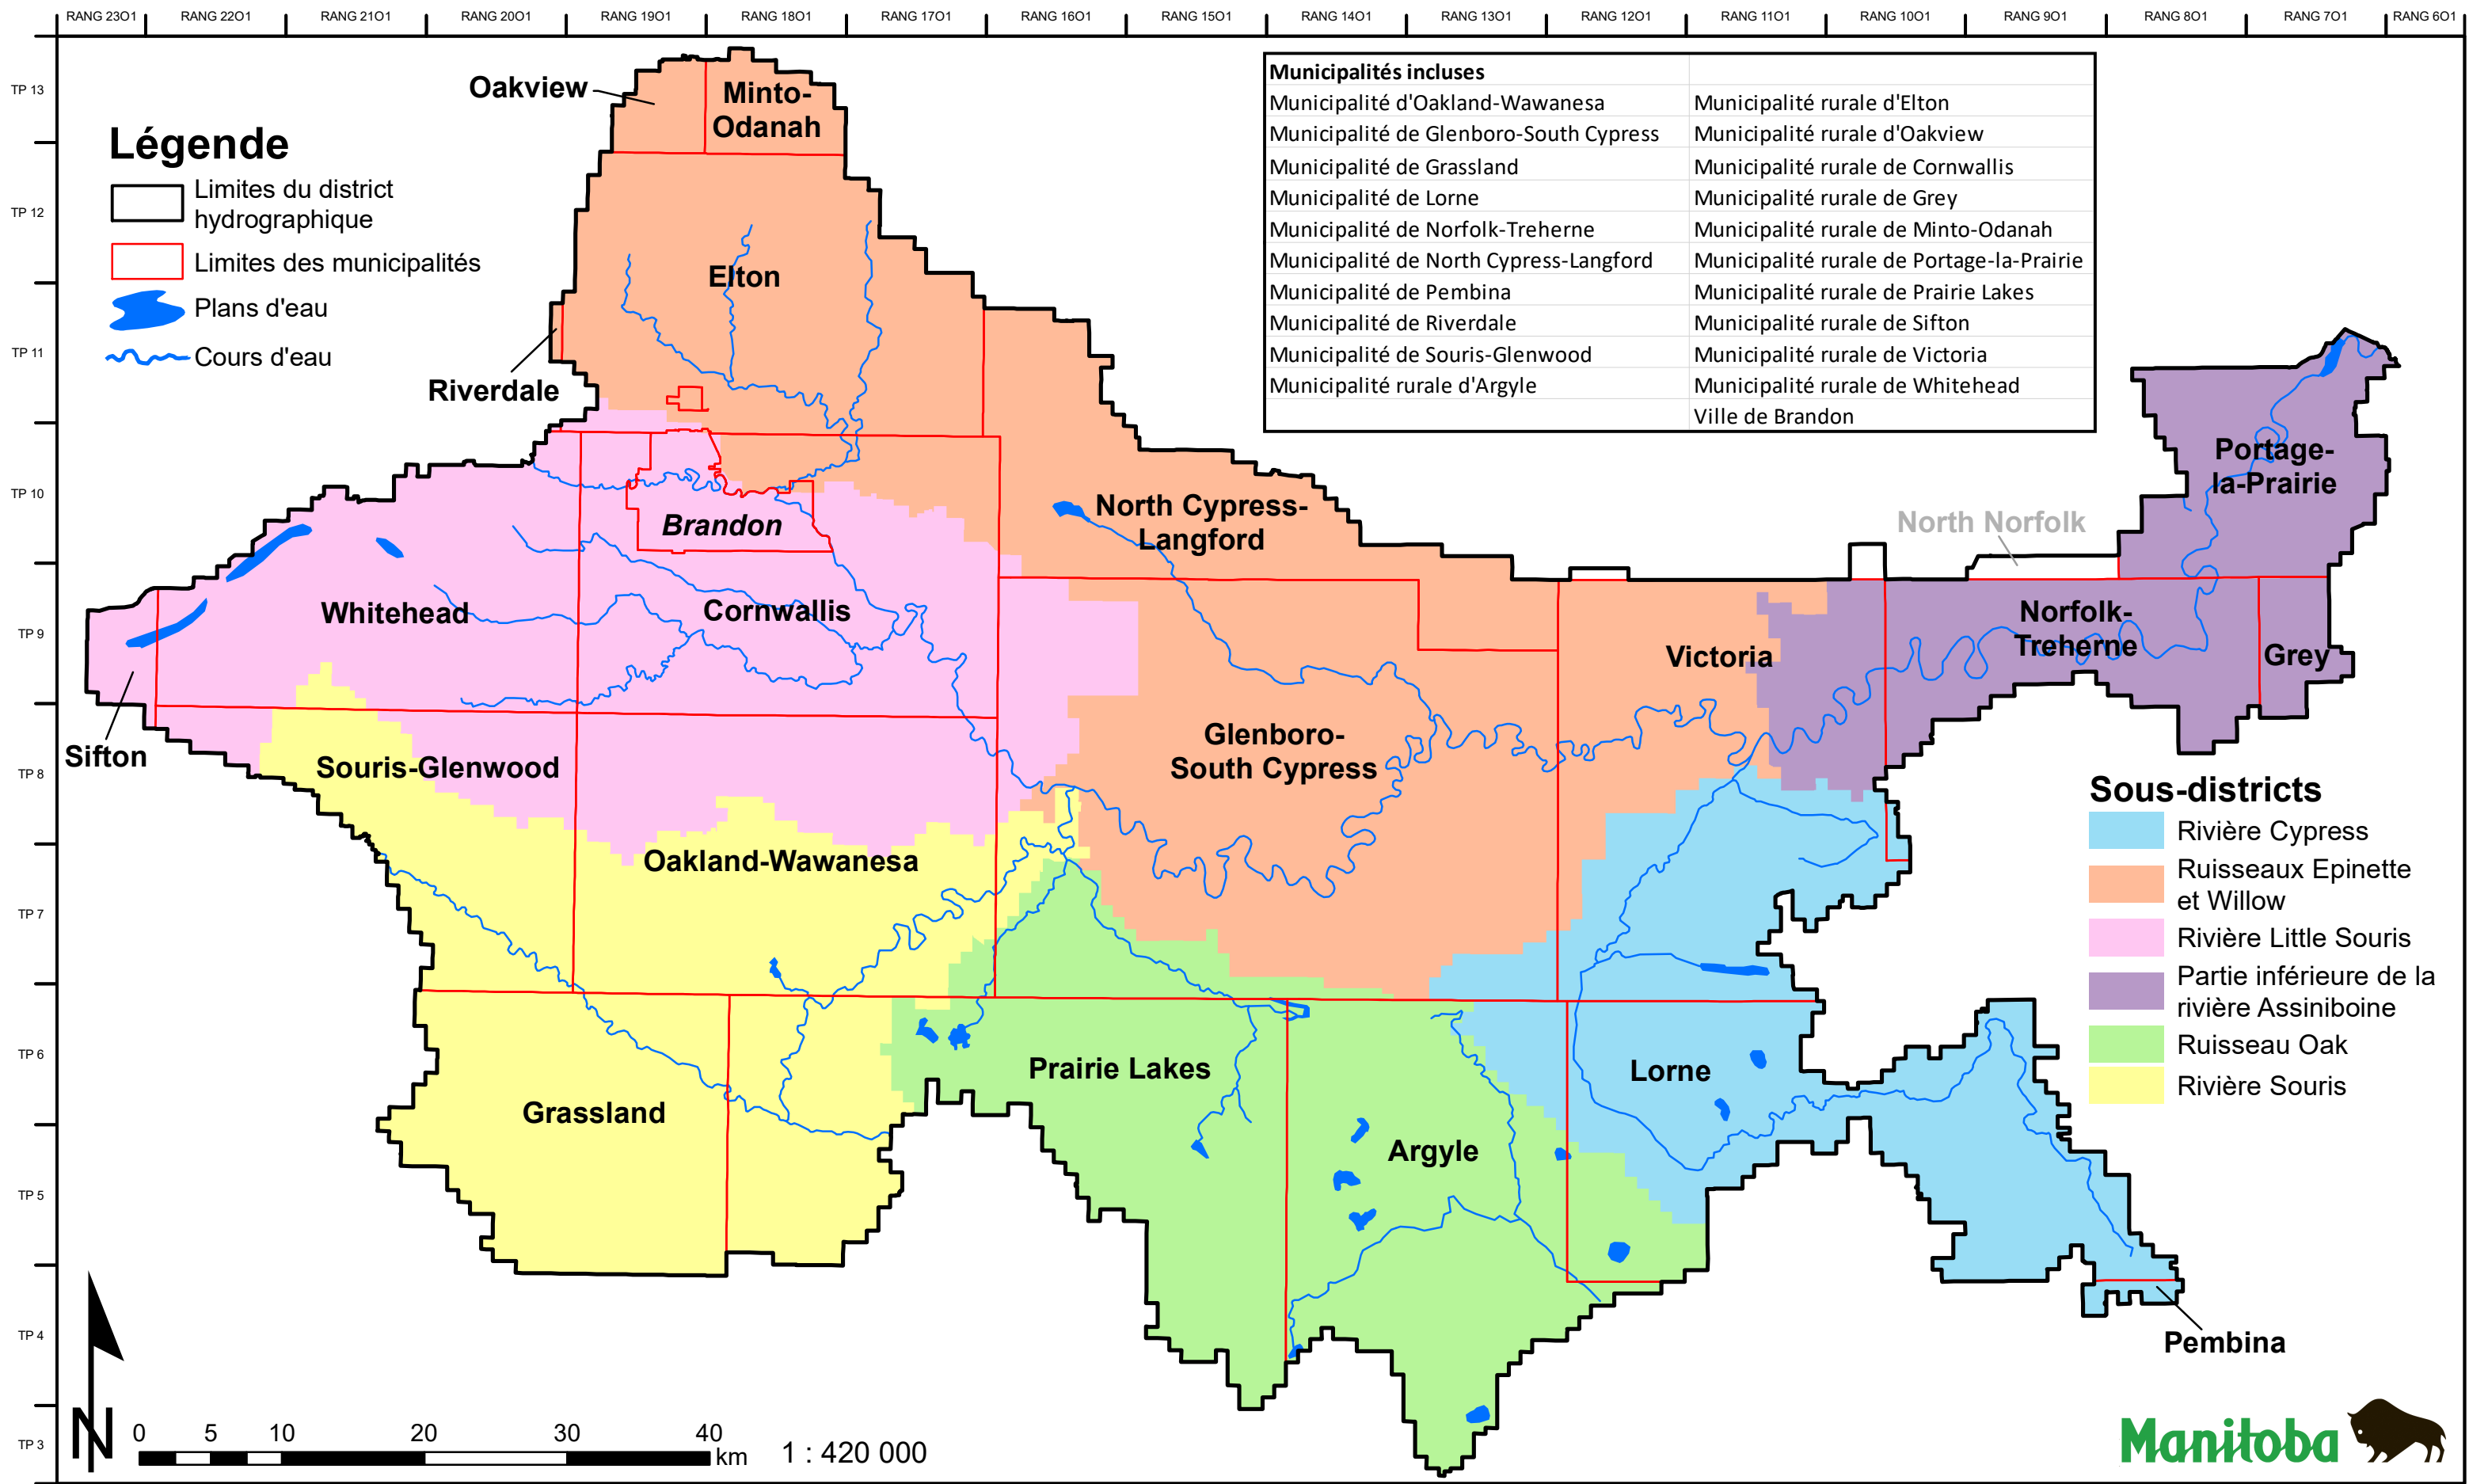 RANG 23O1 RANG 22O1 RANG 21O1 RANG 20O1 RANG 19O1 RANG 18O1 RANG 17O1 RANG 16O1 RANG 15O1 RANG 14O1 RANG 13O1 RANG 12O1 RANG 11O1 RANG 10O1 RANG 9O1 RANG 8O1 RANG 7O1 RANG 6O1
TP 13
TP 12
TP 11
TP 10
TP 9
TP 8
TP 7
TP 6
TP 5
TP 4
TP 3
Légende
Limites du district
hydrographique
Limites des municipalités
Plans d'eau
Cours d'eau
Municipalités incluses
Municipalité d'Oakland-Wawanesa Municipalité rurale d'Elton
Municipalité de Glenboro-South Cypress Municipalité rurale d'Oakview
Municipalité de Grassland Municipalité rurale de Cornwallis
Municipalité de Lorne Municipalité rurale de Grey
Municipalité de Norfolk-Treherne Municipalité rurale de Minto-Odanah
Municipalité de North Cypress-Langford Municipalité rurale de Portage-la-Prairie
Municipalité de Pembina Municipalité rurale de Prairie Lakes
Municipalité de Riverdale Municipalité rurale de Sifton
Municipalité de Souris-Glenwood Municipalité rurale de Victoria
Municipalité rurale d'Argyle Municipalité rurale de Whitehead
Ville de Brandon
Oakview
Minto-
Odanah
Elton
Riverdale
Brandon
North Cypress-
Langford
North Norfolk
Portage-
la-Prairie
Whitehead
Cornwallis
Victoria
Norfolk-
Treherne
Grey
Sifton
Souris-Glenwood
Glenboro-
South Cypress
Oakland-Wawanesa
Grassland
Prairie Lakes
Argyle
Lorne
Pembina
Sous-districts
Rivière Cypress
Ruisseaux Epinette
et Willow
Rivière Little Souris
Partie inférieure de la
rivière Assiniboine
Ruisseau Oak
Rivière Souris
N
0 5 10 20 30 40
km
1 : 420 000
Manitoba